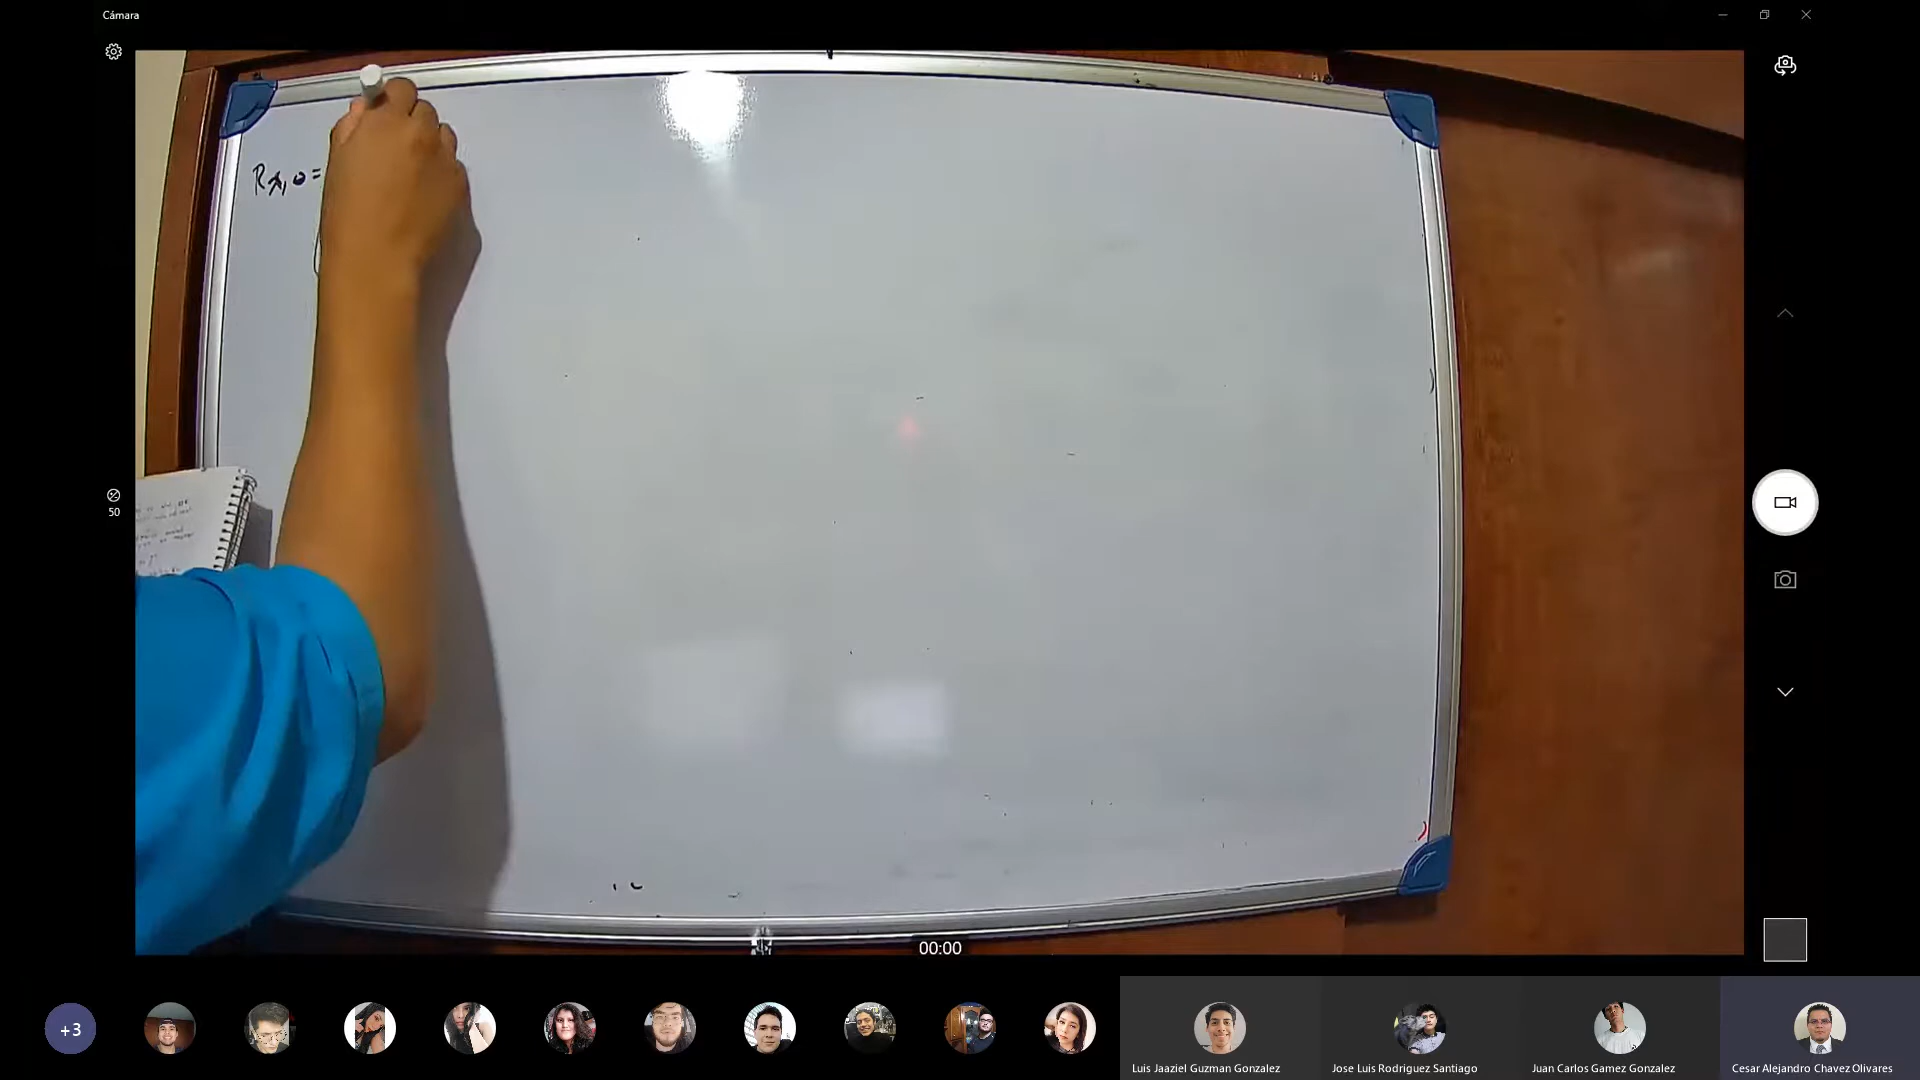 Cámara
Rx,θ=
50
00:00
+3
Luis Jaaziel Guzman Gonzalez
Jose Luis Rodriguez Santiago
Juan Carlos Gamez Gonzalez
Cesar Alejandro Chavez Olivares